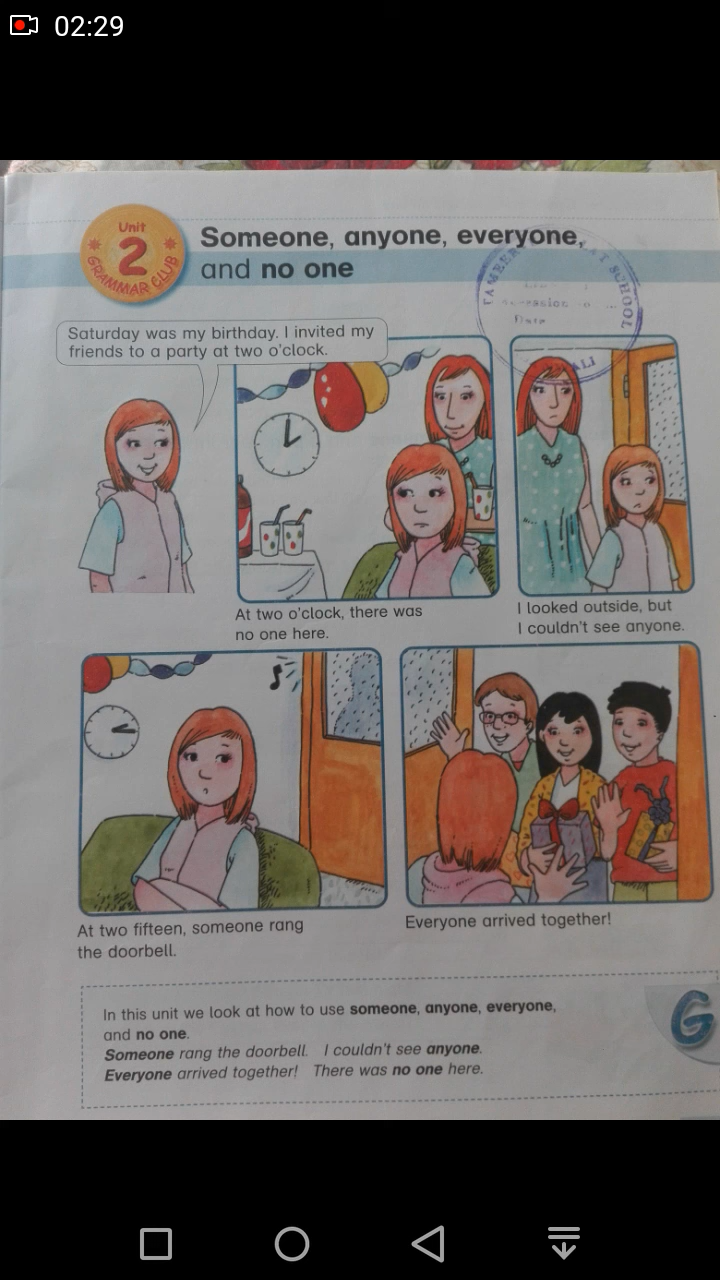 02:29
Unit
2
GRAMMAR CLUB
Someone, anyone, everyone,
and no one
SCHOOL
Date
Saturday was my birthday. I invited my
friends to a party at two o'clock.
At two o'clock, there was
no one here.
I looked outside, but
I couldn't see anyone.
At two fifteen, someone rang
the doorbell.
Everyone arrived together!
In this unit we look at how to use someone, anyone, everyone,
and no one.
Someone rang the doorbell. I couldn't see anyone.
Everyone arrived together! There was no one here.
G